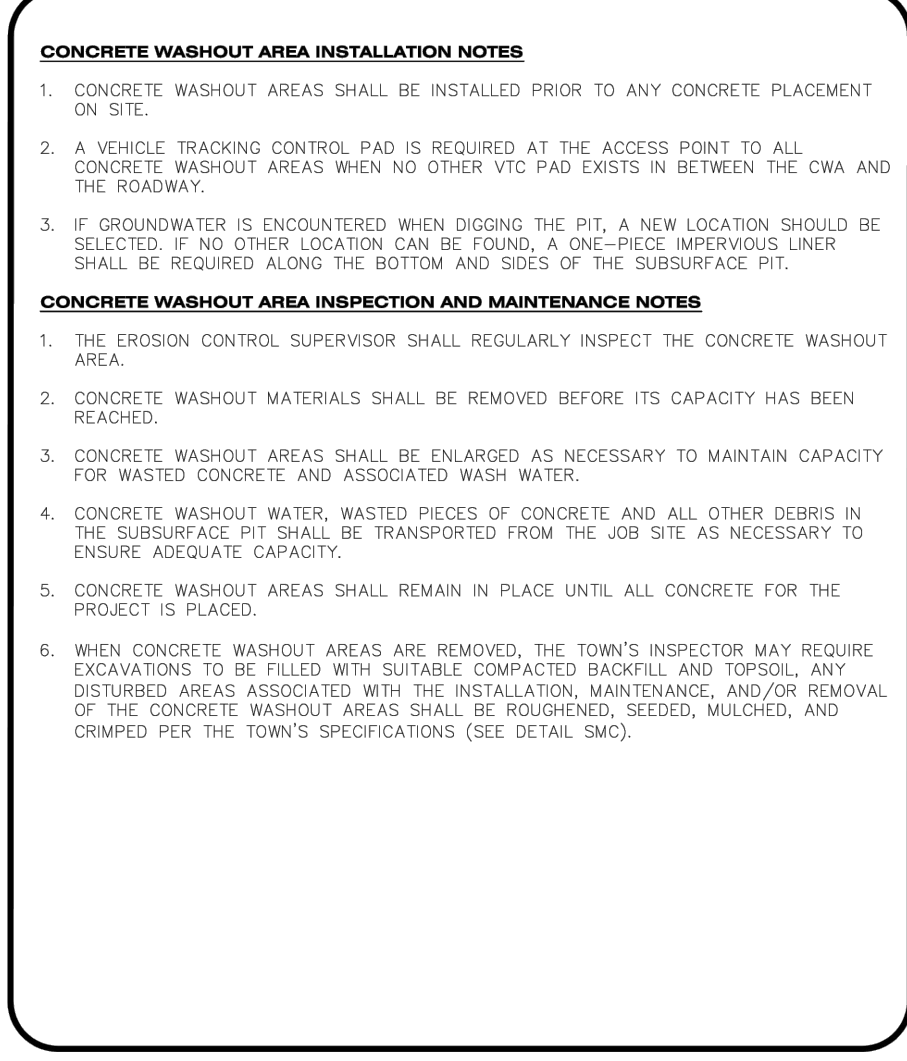 CONCRETE WASHOUT AREA INSTALLATION NOTES
1. CONCRETE WASHOUT AREAS SHALL BE INSTALLED PRIOR TO ANY CONCRETE PLACEMENT
ON SITE.
2. A VEHICLE TRACKING CONTROL PAD IS REQUIRED AT THE ACCESS POINT TO ALL
CONCRETE WASHOUT AREAS WHEN NO OTHER VTC PAD EXISTS IN BETWEEN THE CWA AND
THE ROADWAY.
3. IF GROUNDWATER IS ENCOUNTERED WHEN DIGGING THE PIT, A NEW LOCATION SHOULD BE
SELECTED. IF NO OTHER LOCATION CAN BE FOUND, A ONE-PIECE IMPERVIOUS LINER
SHALL BE REQUIRED ALONG THE BOTTOM AND SIDES OF THE SUBSURFACE PIT.
CONCRETE WASHOUT AREA INSPECTION AND MAINTENANCE NOTES
1. THE EROSION CONTROL SUPERVISOR SHALL REGULARLY INSPECT THE CONCRETE WASHOUT
AREA.
2. CONCRETE WASHOUT MATERIALS SHALL BE REMOVED BEFORE ITS CAPACITY HAS BEEN
REACHED.
3. CONCRETE WASHOUT AREAS SHALL BE ENLARGED AS NECESSARY TO MAINTAIN CAPACITY
FOR WASTED CONCRETE AND ASSOCIATED WASH WATER.
4. CONCRETE WASHOUT WATER, WASTED PIECES OF CONCRETE AND ALL OTHER DEBRIS IN
THE SUBSURFACE PIT SHALL BE TRANSPORTED FROM THE JOB SITE AS NECESSARY TO
ENSURE ADEQUATE CAPACITY.
5. CONCRETE WASHOUT AREAS SHALL REMAIN IN PLACE UNTIL ALL CONCRETE FOR THE
PROJECT IS PLACED.
6. WHEN CONCRETE WASHOUT AREAS ARE REMOVED, THE TOWN'S INSPECTOR MAY REQUIRE
EXCAVATIONS TO BE FILLED WITH SUITABLE COMPACTED BACKFILL AND TOPSOIL, ANY
DISTURBED AREAS ASSOCIATED WITH THE INSTALLATION, MAINTENANCE, AND/OR REMOVAL
OF THE CONCRETE WASHOUT AREAS SHALL BE ROUGHENED, SEEDED, MULCHED, AND
CRIMPED PER THE TOWN'S SPECIFICATIONS (SEE DETAIL SMC).